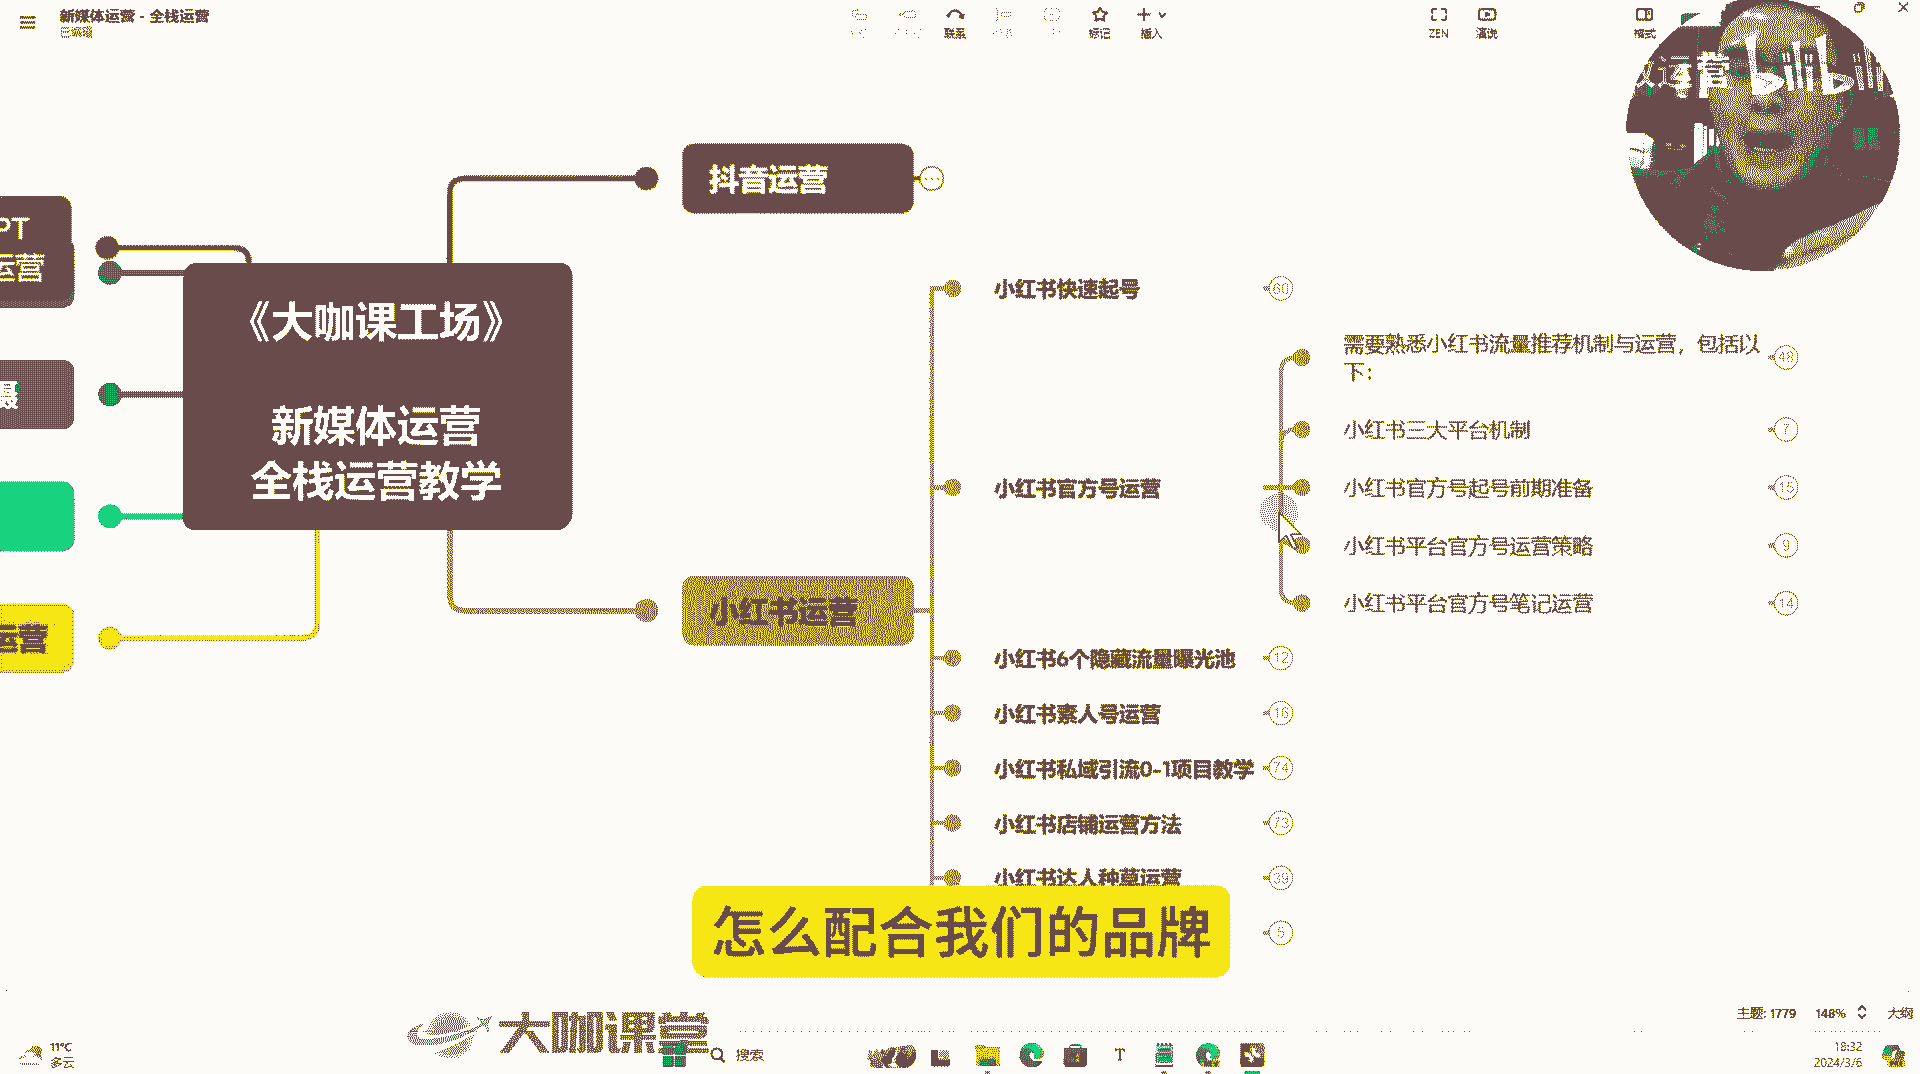 新媒体运营 - 全栈运营
已编辑
联系
标记
插入
ZEN
演说
格式
运营 bilibili
抖音运营
PT
运营
《大咖课工场》
新媒体运营
全栈运营教学
小红书快速起号
60
需要熟悉小红书流量推荐机制与运营，包括以
下：
48
小红书三大平台机制
7
小红书官方号运营
小红书官方号起号前期准备
15
小红书平台官方号运营策略
9
小红书平台官方号笔记运营
14
小红书运营
运营
小红书6个隐藏流量曝光池
12
小红书素人号运营
16
小红书私域引流0-1项目教学
74
小红书店铺运营方法
73
小红书达人种草运营
39
怎么配合我们的品牌
5
大咖课堂
主题: 1779
148%
大纲
11°C
多云
搜索
18:32
2024/3/6